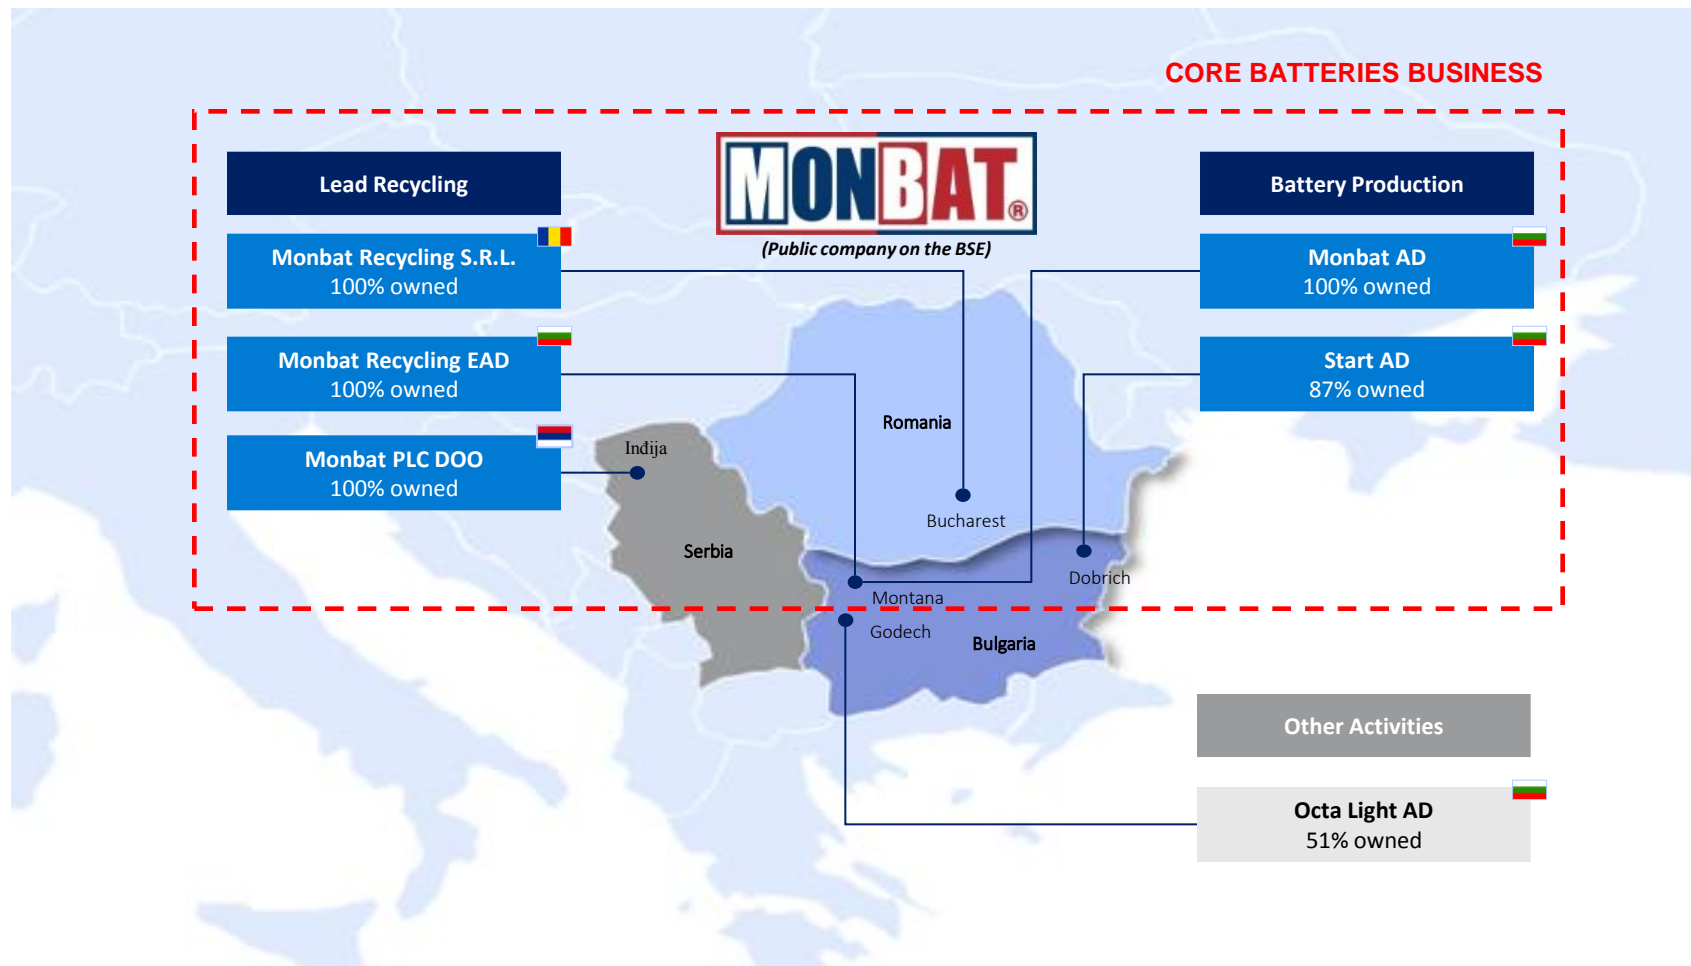 CORE BATTERIES BUSINESS
MONBAT®
(Public company on the BSE)
Lead Recycling
Monbat Recycling S.R.L.
100% owned
Monbat Recycling EAD
100% owned
Monbat PLC DOO
100% owned
Battery Production
Monbat AD
100% owned
Start AD
87% owned
Romania
Inđija
Bucharest
Serbia
Dobrich
Montana
Godech
Bulgaria
Other Activities
Octa Light AD
51% owned